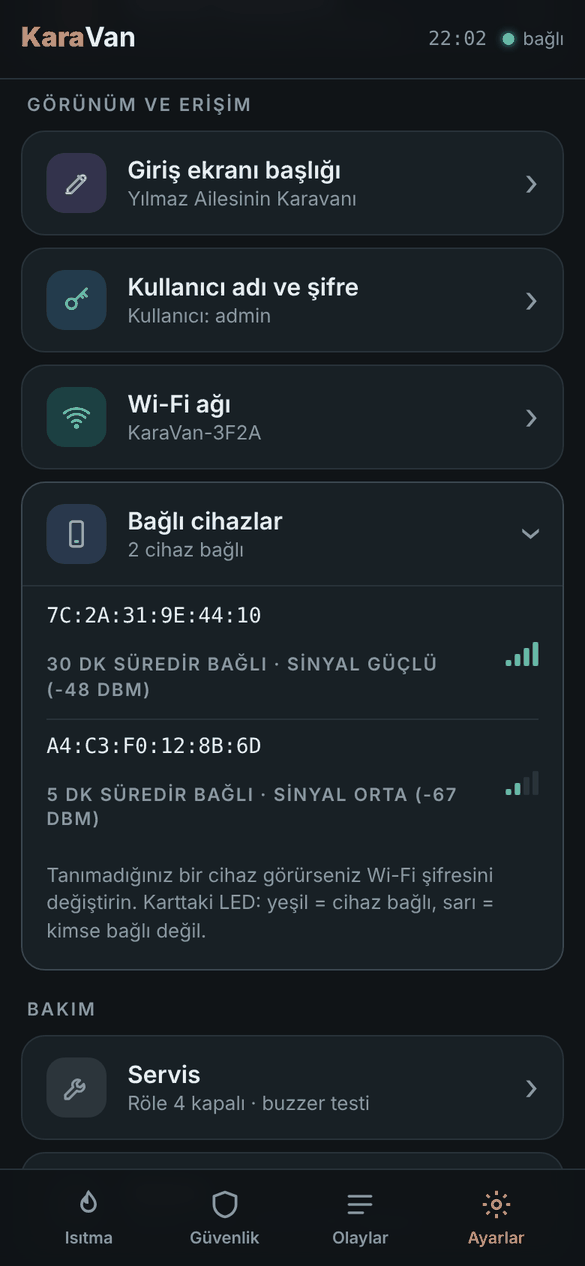 KaraVan
22:02 bağlı
GÖRÜNÜM VE ERİŞİM
Giriş ekranı başlığı
Yılmaz Ailesinin Karavanı
Kullanıcı adı ve şifre
Kullanıcı: admin
Wi-Fi ağı
KaraVan-3F2A
Bağlı cihazlar
2 cihaz bağlı
7C:2A:31:9E:44:10
30 DK SÜREDİR BAĞLI · SİNYAL GÜÇLÜ
(-48 DBM)
A4:C3:F0:12:8B:6D
5 DK SÜREDİR BAĞLI · SİNYAL ORTA (-67
DBM)
Tanımadığınız bir cihaz görürseniz Wi-Fi şifresini
değiştirin. Karttaki LED: yeşil = cihaz bağlı, sarı =
kimse bağlı değil.
BAKIM
Servis
Röle 4 kapalı · buzzer testi
Isıtma Güvenlik Olaylar Ayarlar